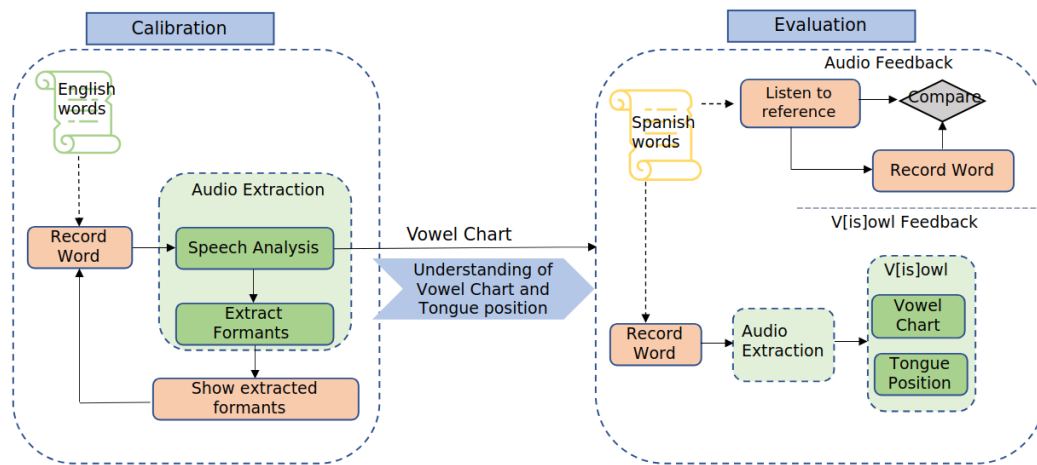 Calibration
English
words
Audio Extraction
Record
Word
Speech Analysis
Extract
Formants
Show extracted
formants
Vowel Chart
Understanding of
Vowel Chart and
Tongue position
Evaluation
Audio Feedback
Spanish
words
Listen to
reference
Compare
Record Word
V[is]owl Feedback
Record
Word
Audio
Extraction
V[is]owl
Vowel
Chart
Tongue
Position